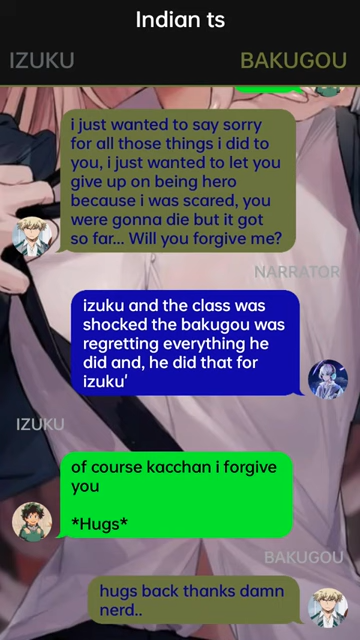 Indian ts
IZUKU
BAKUGOU
i just wanted to say sorry
for all those things i did to
you, i just wanted to let you
give up on being hero
because i was scared, you
were gonna die but it got
so far... Will you forgive me?
NARRATOR
izuku and the class was
shocked the bakugou was
regretting everything he
did and, he did that for
izuku'
IZUKU
of course kacchan i forgive
you
*Hugs*
BAKUGOU
hugs back thanks damn
nerd..